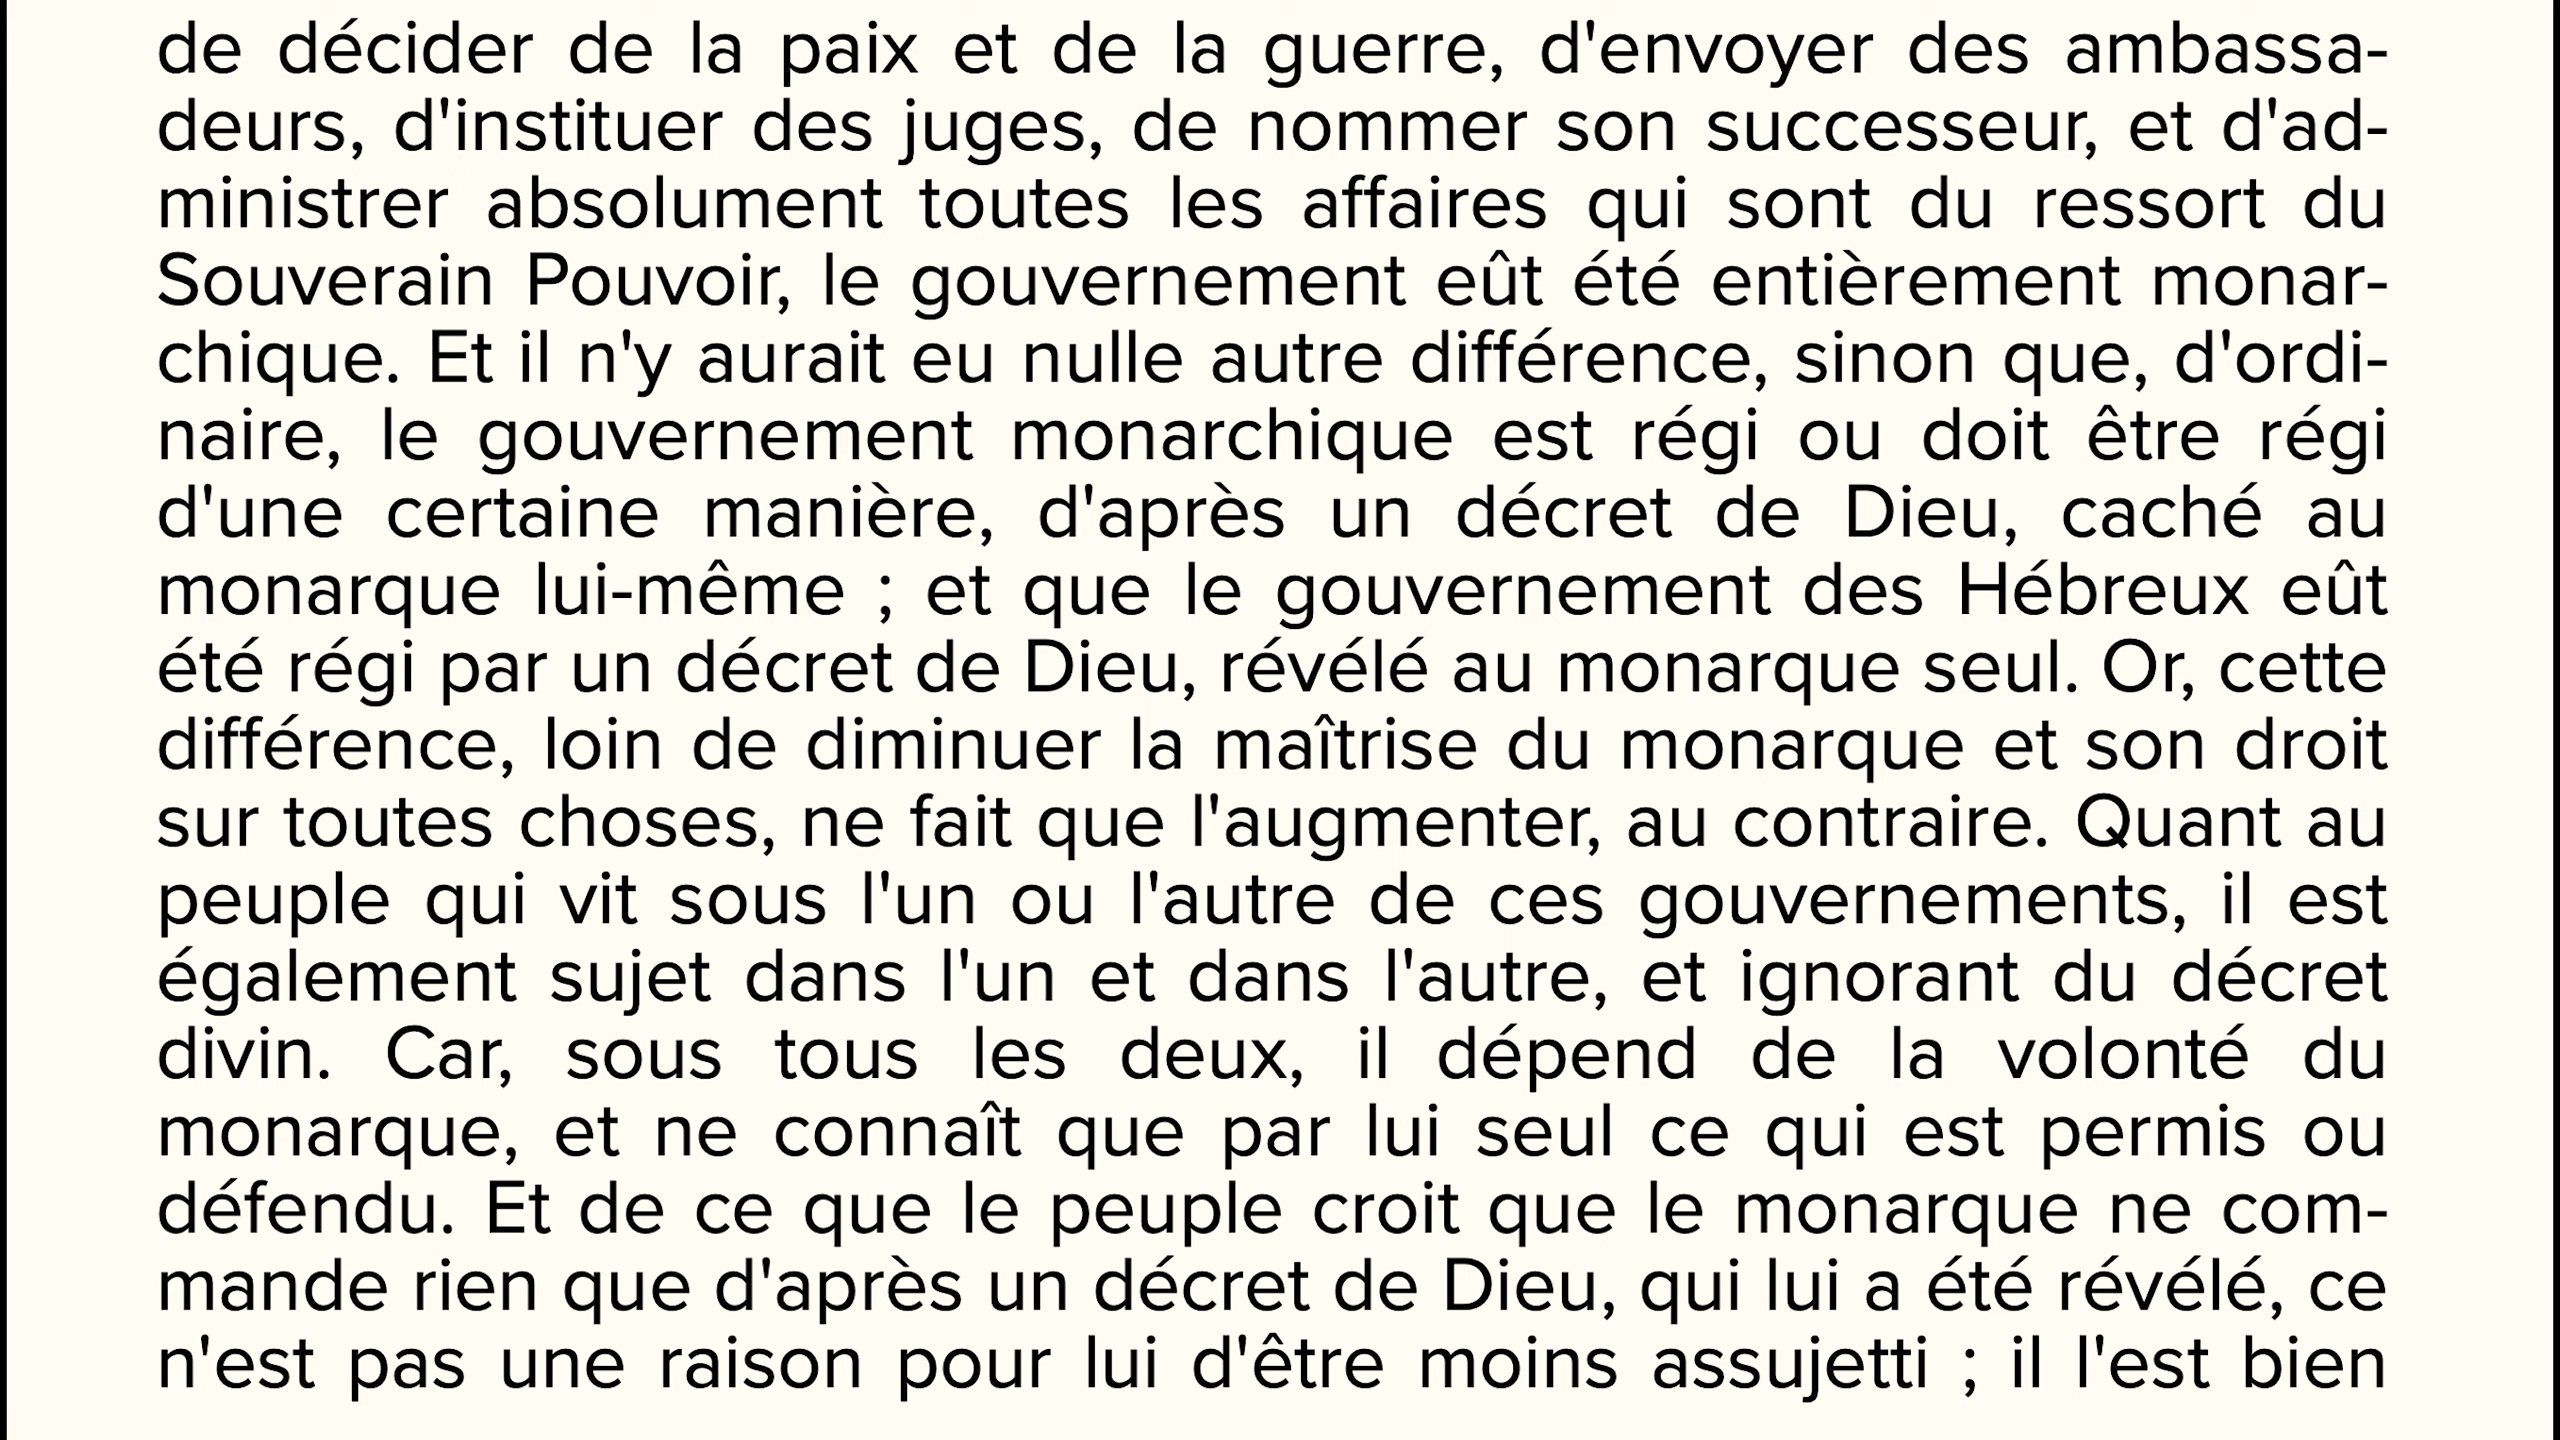 de décider de la paix et de la guerre, d'envoyer des ambassa-
deurs, d'instituer des juges, de nommer son successeur, et d'ad-
ministrer absolument toutes les affaires qui sont du ressort du
Souverain Pouvoir, le gouvernement eût été entièrement monar-
chique. Et il n'y aurait eu nulle autre différence, sinon que, d'ordi-
naire, le gouvernement monarchique est régi ou doit être régi
d'une certaine manière, d'après un décret de Dieu, caché au
monarque lui-même ; et que le gouvernement des Hébreux eût
été régi par un décret de Dieu, révélé au monarque seul. Or, cette
différence, loin de diminuer la maîtrise du monarque et son droit
sur toutes choses, ne fait que l'augmenter, au contraire. Quant au
peuple qui vit sous l'un ou l'autre de ces gouvernements, il est
également sujet dans l'un et dans l'autre, et ignorant du décret
divin. Car, sous tous les deux, il dépend de la volonté du
monarque, et ne connaît que par lui seul ce qui est permis ou
défendu. Et de ce que le peuple croit que le monarque ne com-
mande rien que d'après un décret de Dieu, qui lui a été révélé, ce
n'est pas une raison pour lui d'être moins assujetti ; il l'est bien